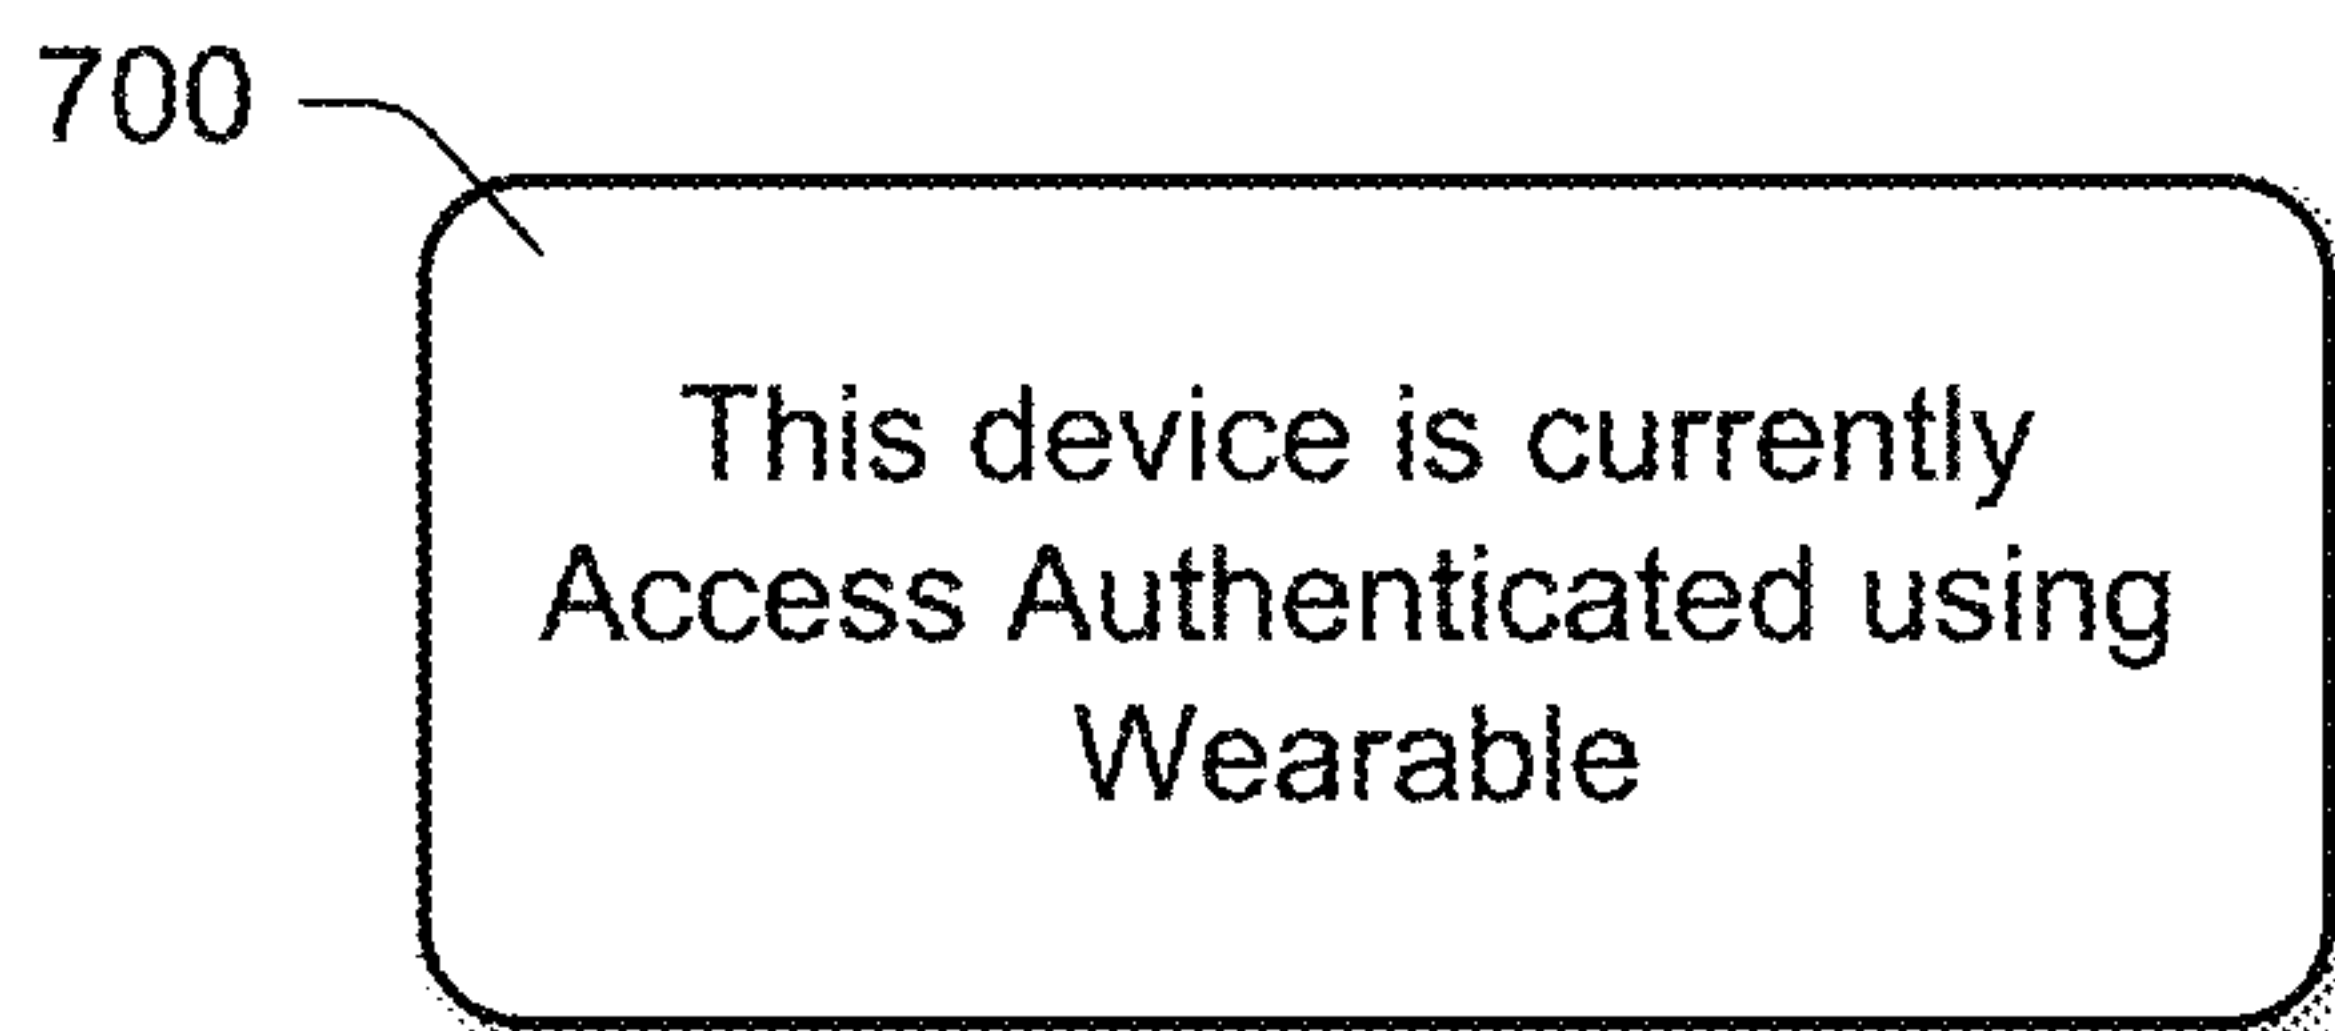 700
This device is currently
Access Authenticated using
Wearable